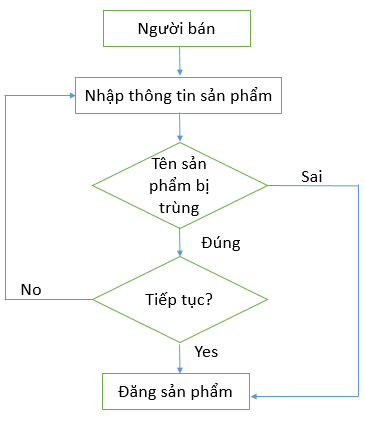 Người bán
Nhập thông tin sản phẩm
Tên sản
phẩm bị
trùng
Sai
Đúng
No
Tiếp tục?
Yes
Đăng sản phẩm